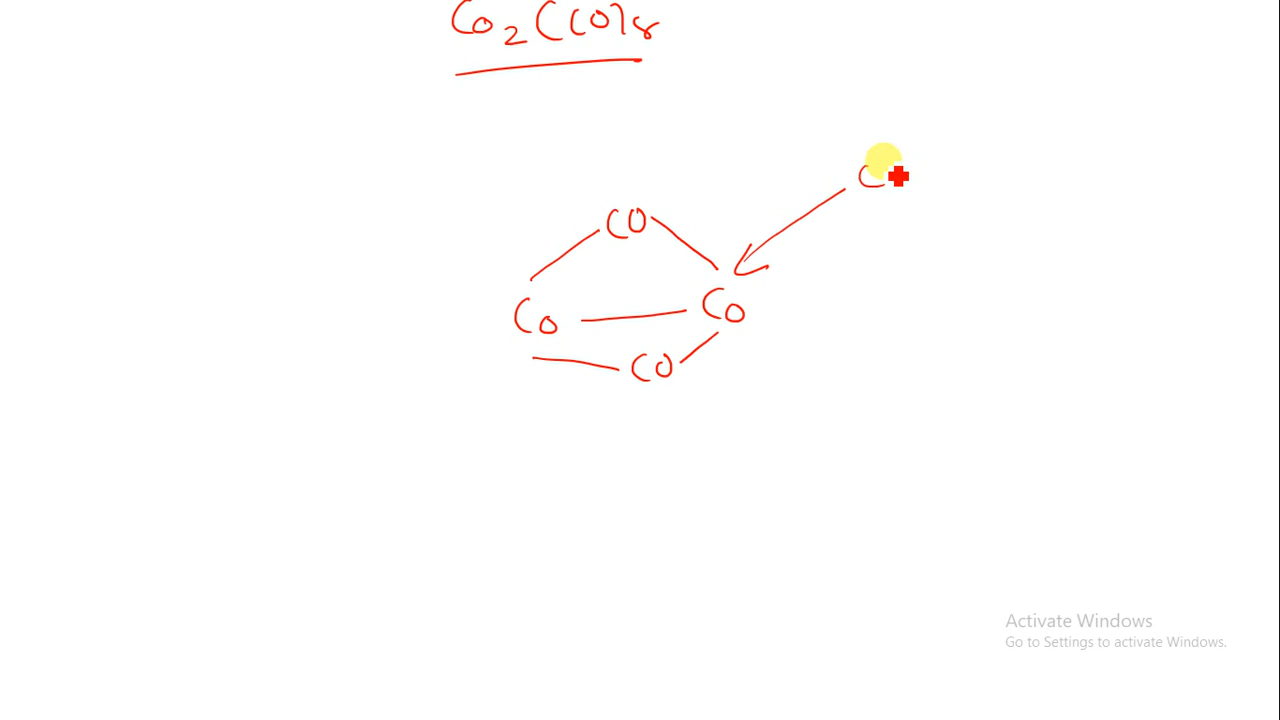 Co2(CO)8
C
CO
Co Co
CO
Activate Windows
Go to Settings to activate Windows.